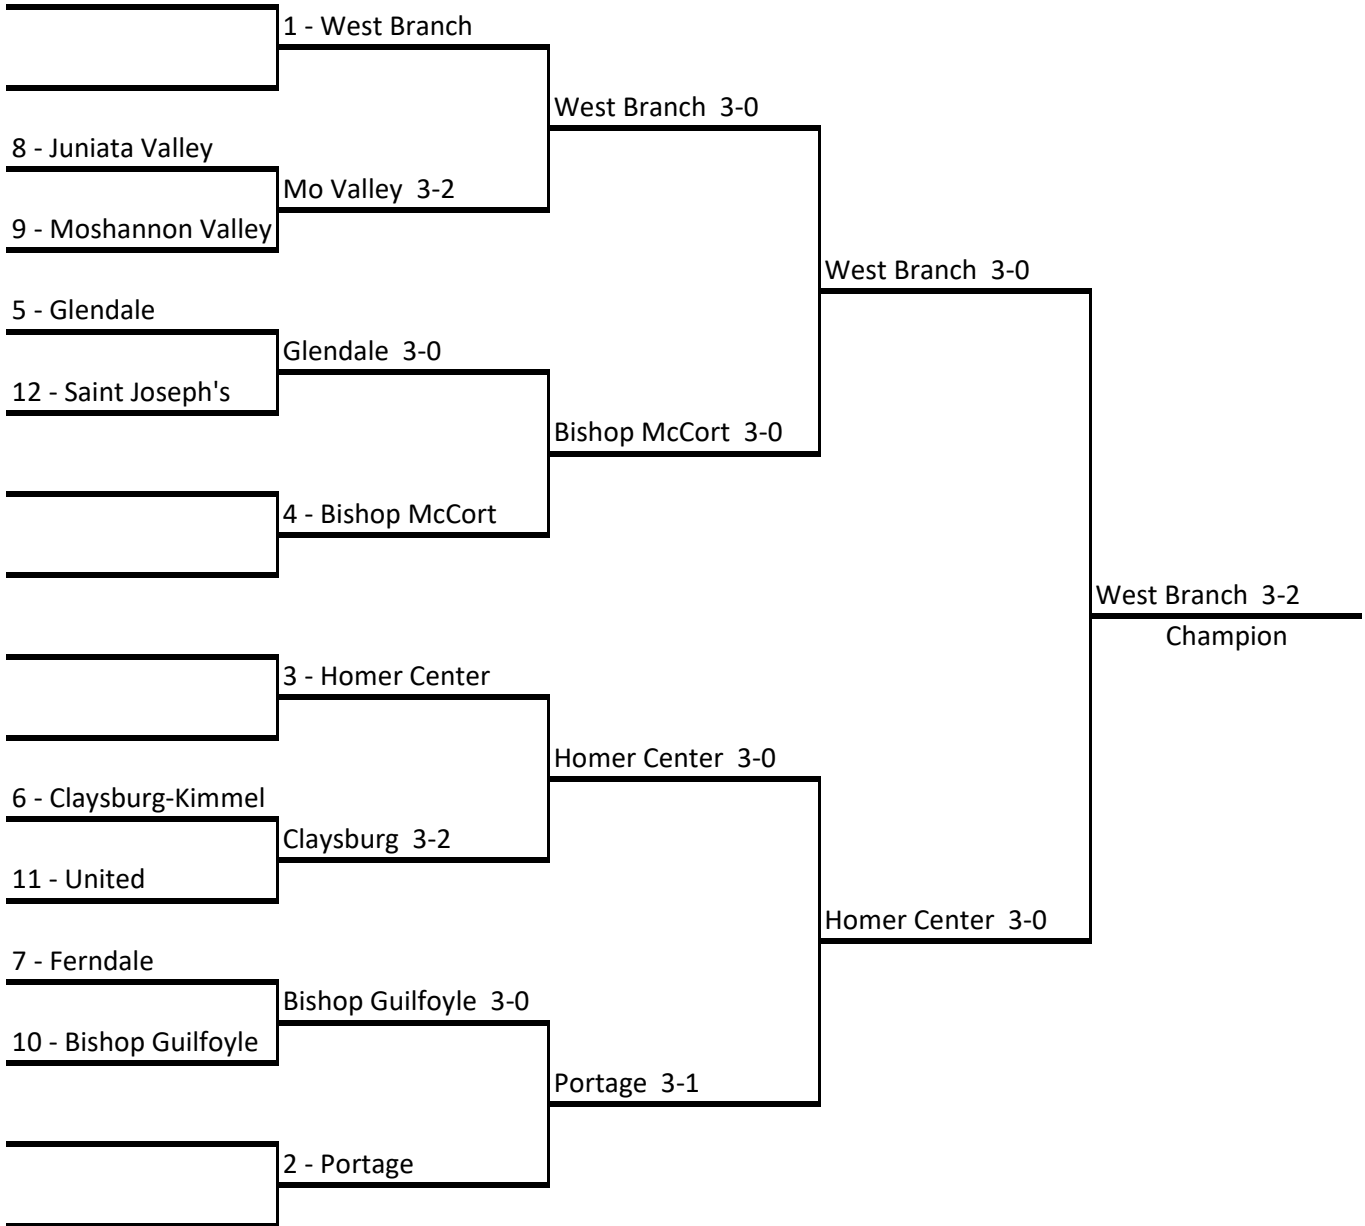 1 - West Branch
West Branch 3-0
8 - Juniata Valley
Mo Valley 3-2
9 - Moshannon Valley
West Branch 3-0
5 - Glendale
Glendale 3-0
12 - Saint Joseph's
Bishop McCort 3-0
4 - Bishop McCort
West Branch 3-2
Champion
3 - Homer Center
Homer Center 3-0
6 - Claysburg-Kimmel
Claysburg 3-2
11 - United
Homer Center 3-0
7 - Ferndale
Bishop Guilfoyle 3-0
10 - Bishop Guilfoyle
Portage 3-1
2 - Portage